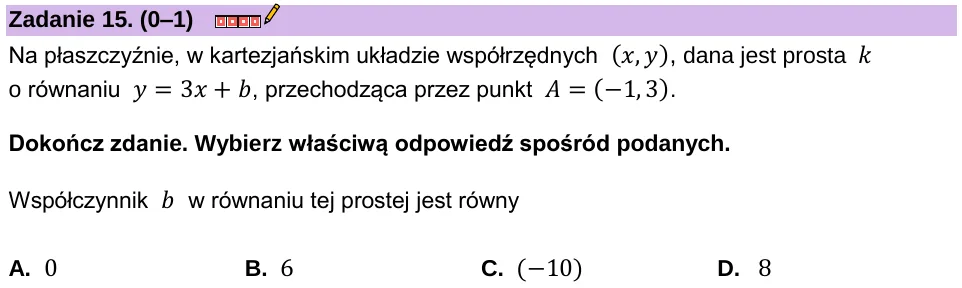 Zadanie 15. (0–1)
Na płaszczyźnie, w kartezjańskim układzie współrzędnych (x, y), dana jest prosta k
o równaniu y = 3x + b, przechodząca przez punkt A = (−1, 3).
Dokończ zdanie. Wybierz właściwą odpowiedź spośród podanych.
Współczynnik b w równaniu tej prostej jest równy
A. 0 B. 6 C. (−10) D. 8